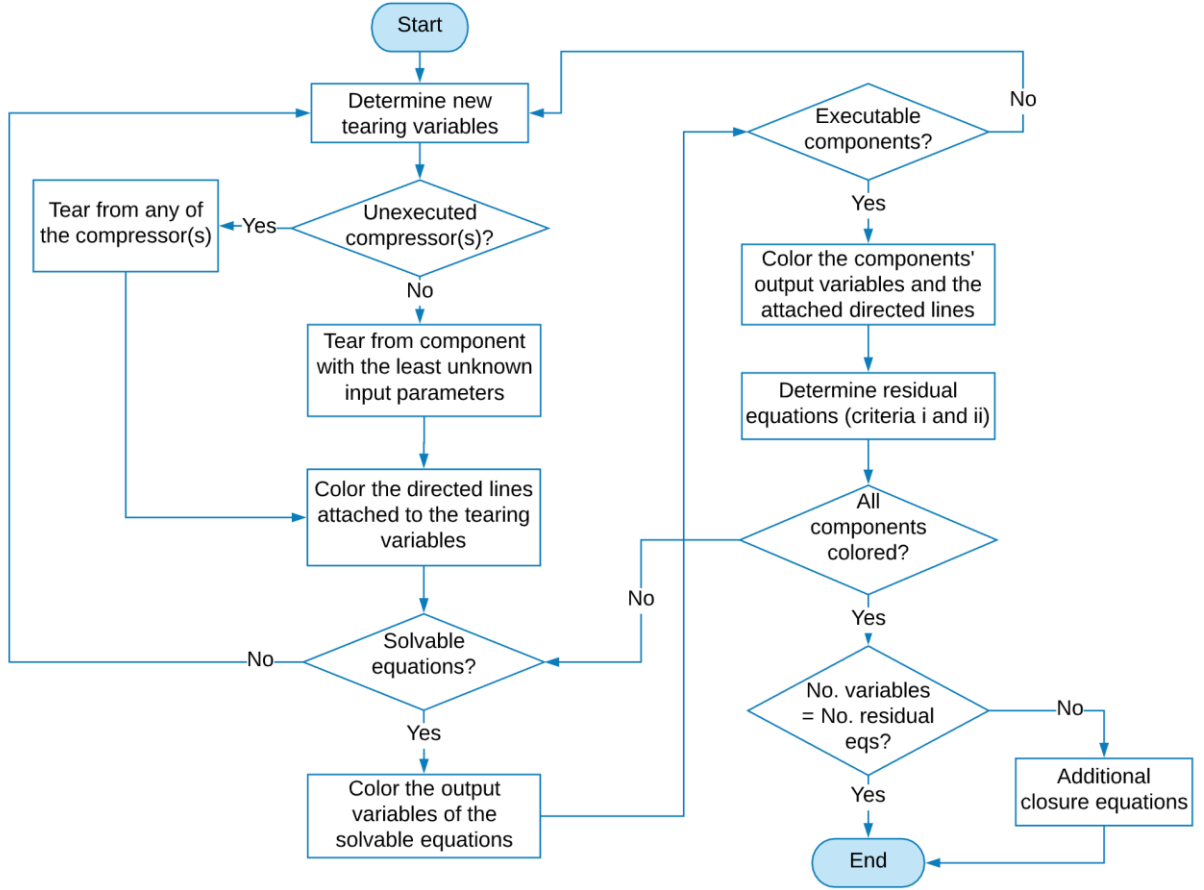 Start
Determine new
tearing variables
Unexecuted
compressor(s)?
Yes
Tear from any of
the compressor(s)
No
Tear from component
with the least unknown
input parameters
Color the directed lines
attached to the tearing
variables
Solvable
equations?
No
Yes
Color the output
variables of the
solvable equations
Executable
components?
No
Yes
Color the components'
output variables and the
attached directed lines
Determine residual
equations (criteria i and ii)
All
components
colored?
No
Yes
No. variables
= No. residual
eqs?
No
Additional
closure equations
Yes
End